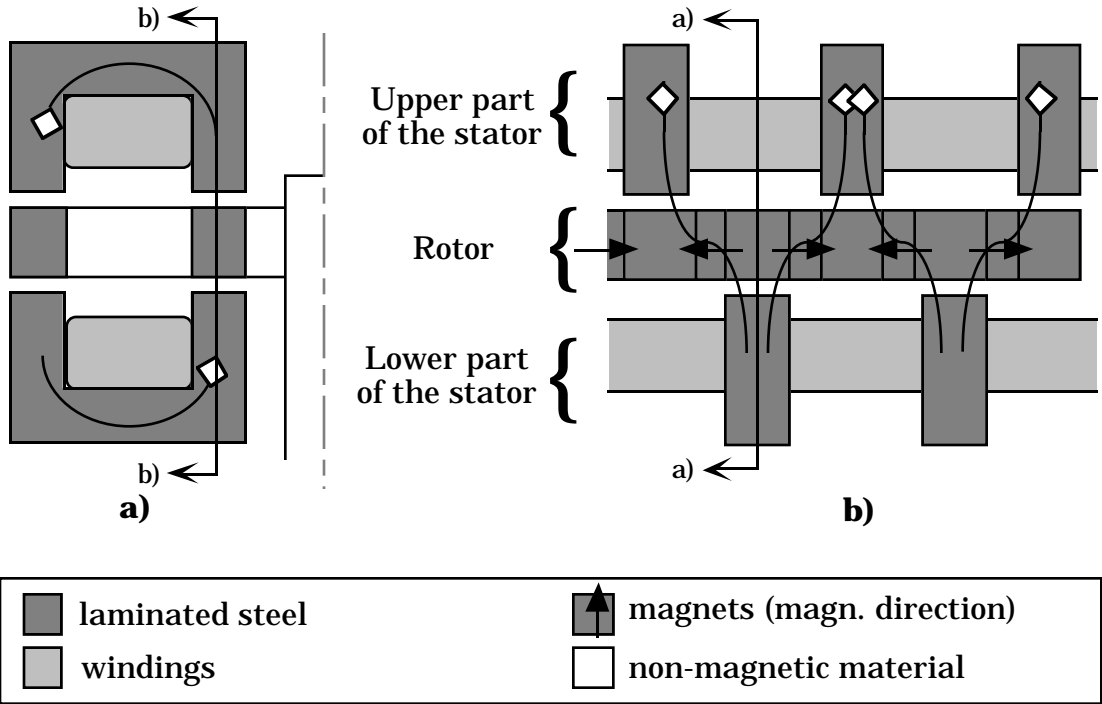 b)
a)
Upper part
of the stator
Rotor
Lower part
of the stator
b)
a)
a)
b)
laminated steel
magnets (magn. direction)
windings
non-magnetic material